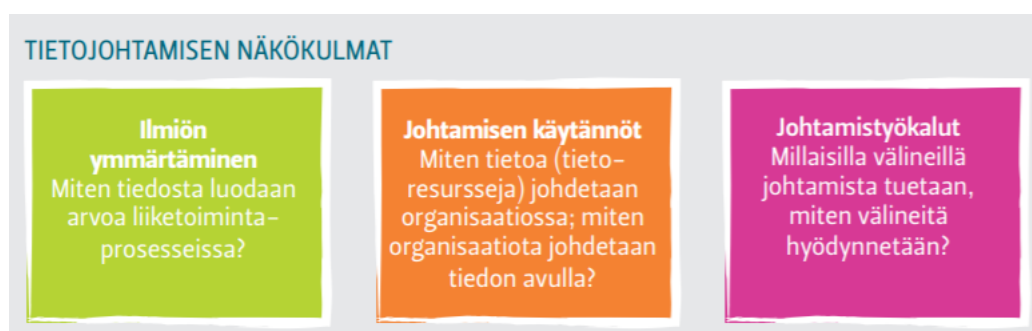 TIETOJOHTAMISEN NÄKÖKULMAT
Ilmiön
ymmärtäminen
Miten tiedosta luodaan
arvoa liiketoiminta-
prosesseissa?
Johtamisen käytännöt
Miten tietoa (tieto-
resursseja) johdetaan
organisaatiossa; miten
organisaatiota johdetaan
tiedon avulla?
Johtamistyökalut
Millaisilla välineillä
johtamista tuetaan,
miten välineitä
hyödynnetään?